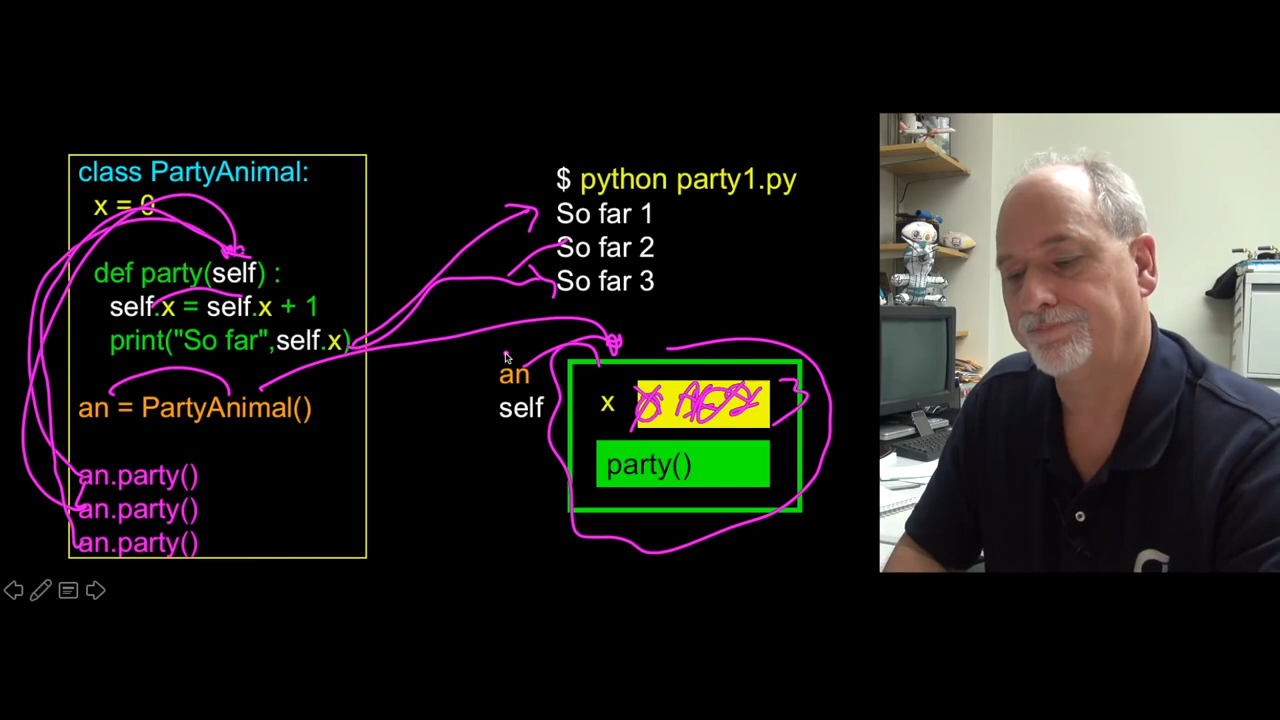 class PartyAnimal:
x = 0
def party(self) :
self.x = self.x + 1
print("So far",self.x)
an = PartyAnimal()
an.party()
an.party()
an.party()
$ python party1.py
So far 1
So far 2
So far 3
an
self
x
3
party()